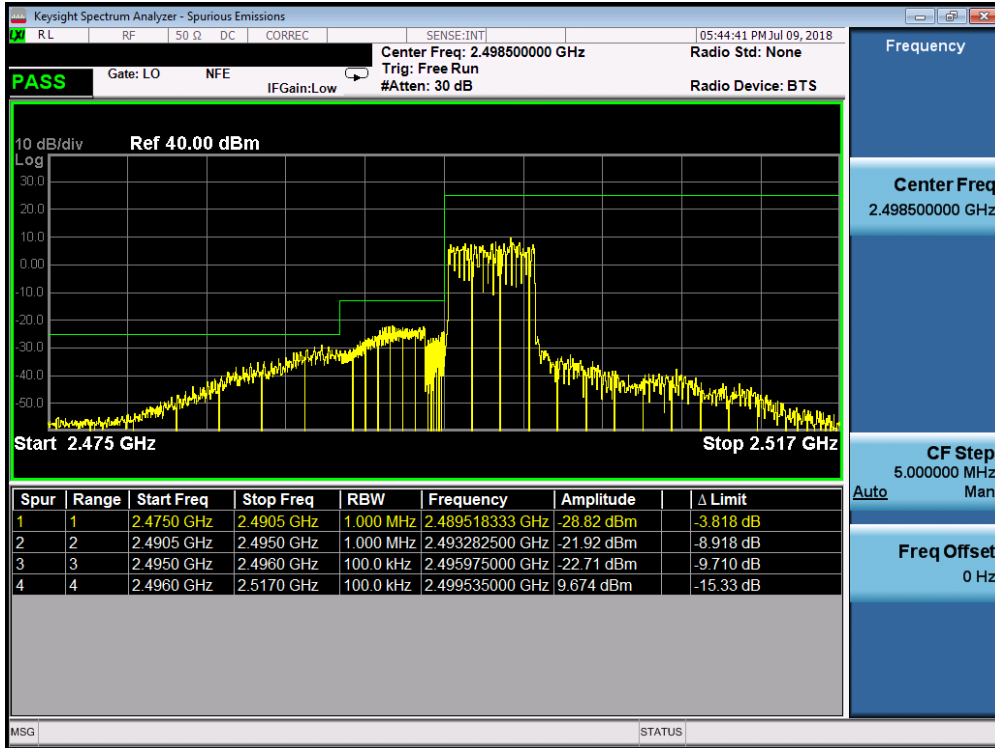 Keysight Spectrum Analyzer - Spurious Emissions
LXI RL RF 50 Ω DC CORREC SENSE:INT 05:44:41 PM Jul 09, 2018
Center Freq: 2.498500000 GHz Radio Std: None
PASS Gate: LO NFE Trig: Free Run
IFGain:Low #Atten: 30 dB Radio Device: BTS
10 dB/div Ref 40.00 dBm
Log
30.0
20.0
10.0
0.00
-10.0
-20.0
-30.0
-40.0
-50.0
Start 2.475 GHz Stop 2.517 GHz
Spur Range Start Freq Stop Freq RBW Frequency Amplitude Δ Limit
1 1 2.4750 GHz 2.4905 GHz 1.000 MHz 2.489518333 GHz -28.82 dBm -3.818 dB
2 2 2.4905 GHz 2.4950 GHz 1.000 MHz 2.493282500 GHz -21.92 dBm -8.918 dB
3 3 2.4950 GHz 2.4960 GHz 100.0 kHz 2.495975000 GHz -22.71 dBm -9.710 dB
4 4 2.4960 GHz 2.5170 GHz 100.0 kHz 2.499535000 GHz 9.674 dBm -15.33 dB
MSG STATUS
Frequency
Center Freq
2.498500000 GHz
CF Step
5.000000 MHz
Auto Man
Freq Offset
0 Hz